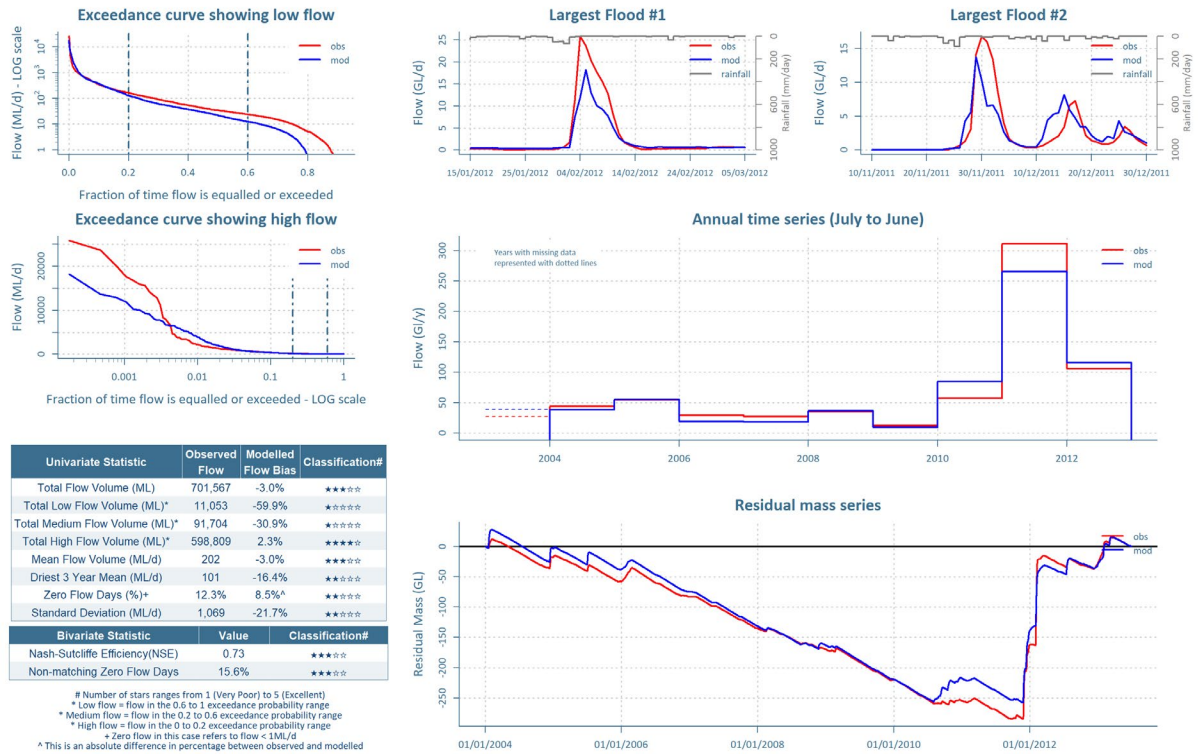 Exceedance curve showing low flow
Flow (ML/d) - LOG scale
10⁴
10³
10²
10
1
obs
mod
0.0 0.2 0.4 0.6 0.8
Fraction of time flow is equalled or exceeded
Largest Flood #1
Flow (GL/d)
25
20
15
10
5
0
obs
mod
rainfall
0
200
600
1000
Rainfall (mm/day)
15/01/2012 25/01/2012 04/02/2012 14/02/2012 24/02/2012 05/03/2012
Largest Flood #2
Flow (GL/d)
15
10
5
0
obs
mod
rainfall
0
200
600
1000
Rainfall (mm/day)
10/11/2011 20/11/2011 30/11/2011 10/12/2011 20/12/2011 30/12/2011
Exceedance curve showing high flow
Flow (ML/d)
20000
10000
0
obs
mod
0.001 0.01 0.1 1
Fraction of time flow is equalled or exceeded - LOG scale
Annual time series (July to June)
Flow (Gl/y)
300
250
200
150
100
50
0
Years with missing data
represented with dotted lines
obs
mod
2004 2006 2008 2010 2012
Univariate Statistic Observed Flow Modelled Flow Bias Classification#
Total Flow Volume (ML) 701,567 -3.0% ★★★☆☆
Total Low Flow Volume (ML)* 11,053 -59.9% ★☆☆☆☆
Total Medium Flow Volume (ML)* 91,704 -30.9% ★☆☆☆☆
Total High Flow Volume (ML)* 598,809 2.3% ★★★★☆
Mean Flow Volume (ML/d) 202 -3.0% ★★★☆☆
Driest 3 Year Mean (ML/d) 101 -16.4% ★★☆☆☆
Zero Flow Days (%)+ 12.3% 8.5%^ ★★☆☆☆
Standard Deviation (ML/d) 1,069 -21.7% ★★☆☆☆
Bivariate Statistic Value Classification#
Nash-Sutcliffe Efficiency(NSE) 0.73 ★★★☆☆
Non-matching Zero Flow Days 15.6% ★★★☆☆
# Number of stars ranges from 1 (Very Poor) to 5 (Excellent)
* Low flow = flow in the 0.6 to 1 exceedance probability range
* Medium flow = flow in the 0.2 to 0.6 exceedance probability range
* High flow = flow in the 0 to 0.2 exceedance probability range
+ Zero flow in this case refers to flow < 1ML/d
^ This is an absolute difference in percentage between observed and modelled
Residual mass series
Residual Mass (GL)
0
-50
-100
-150
-200
-250
obs
mod
01/01/2004 01/01/2006 01/01/2008 01/01/2010 01/01/2012